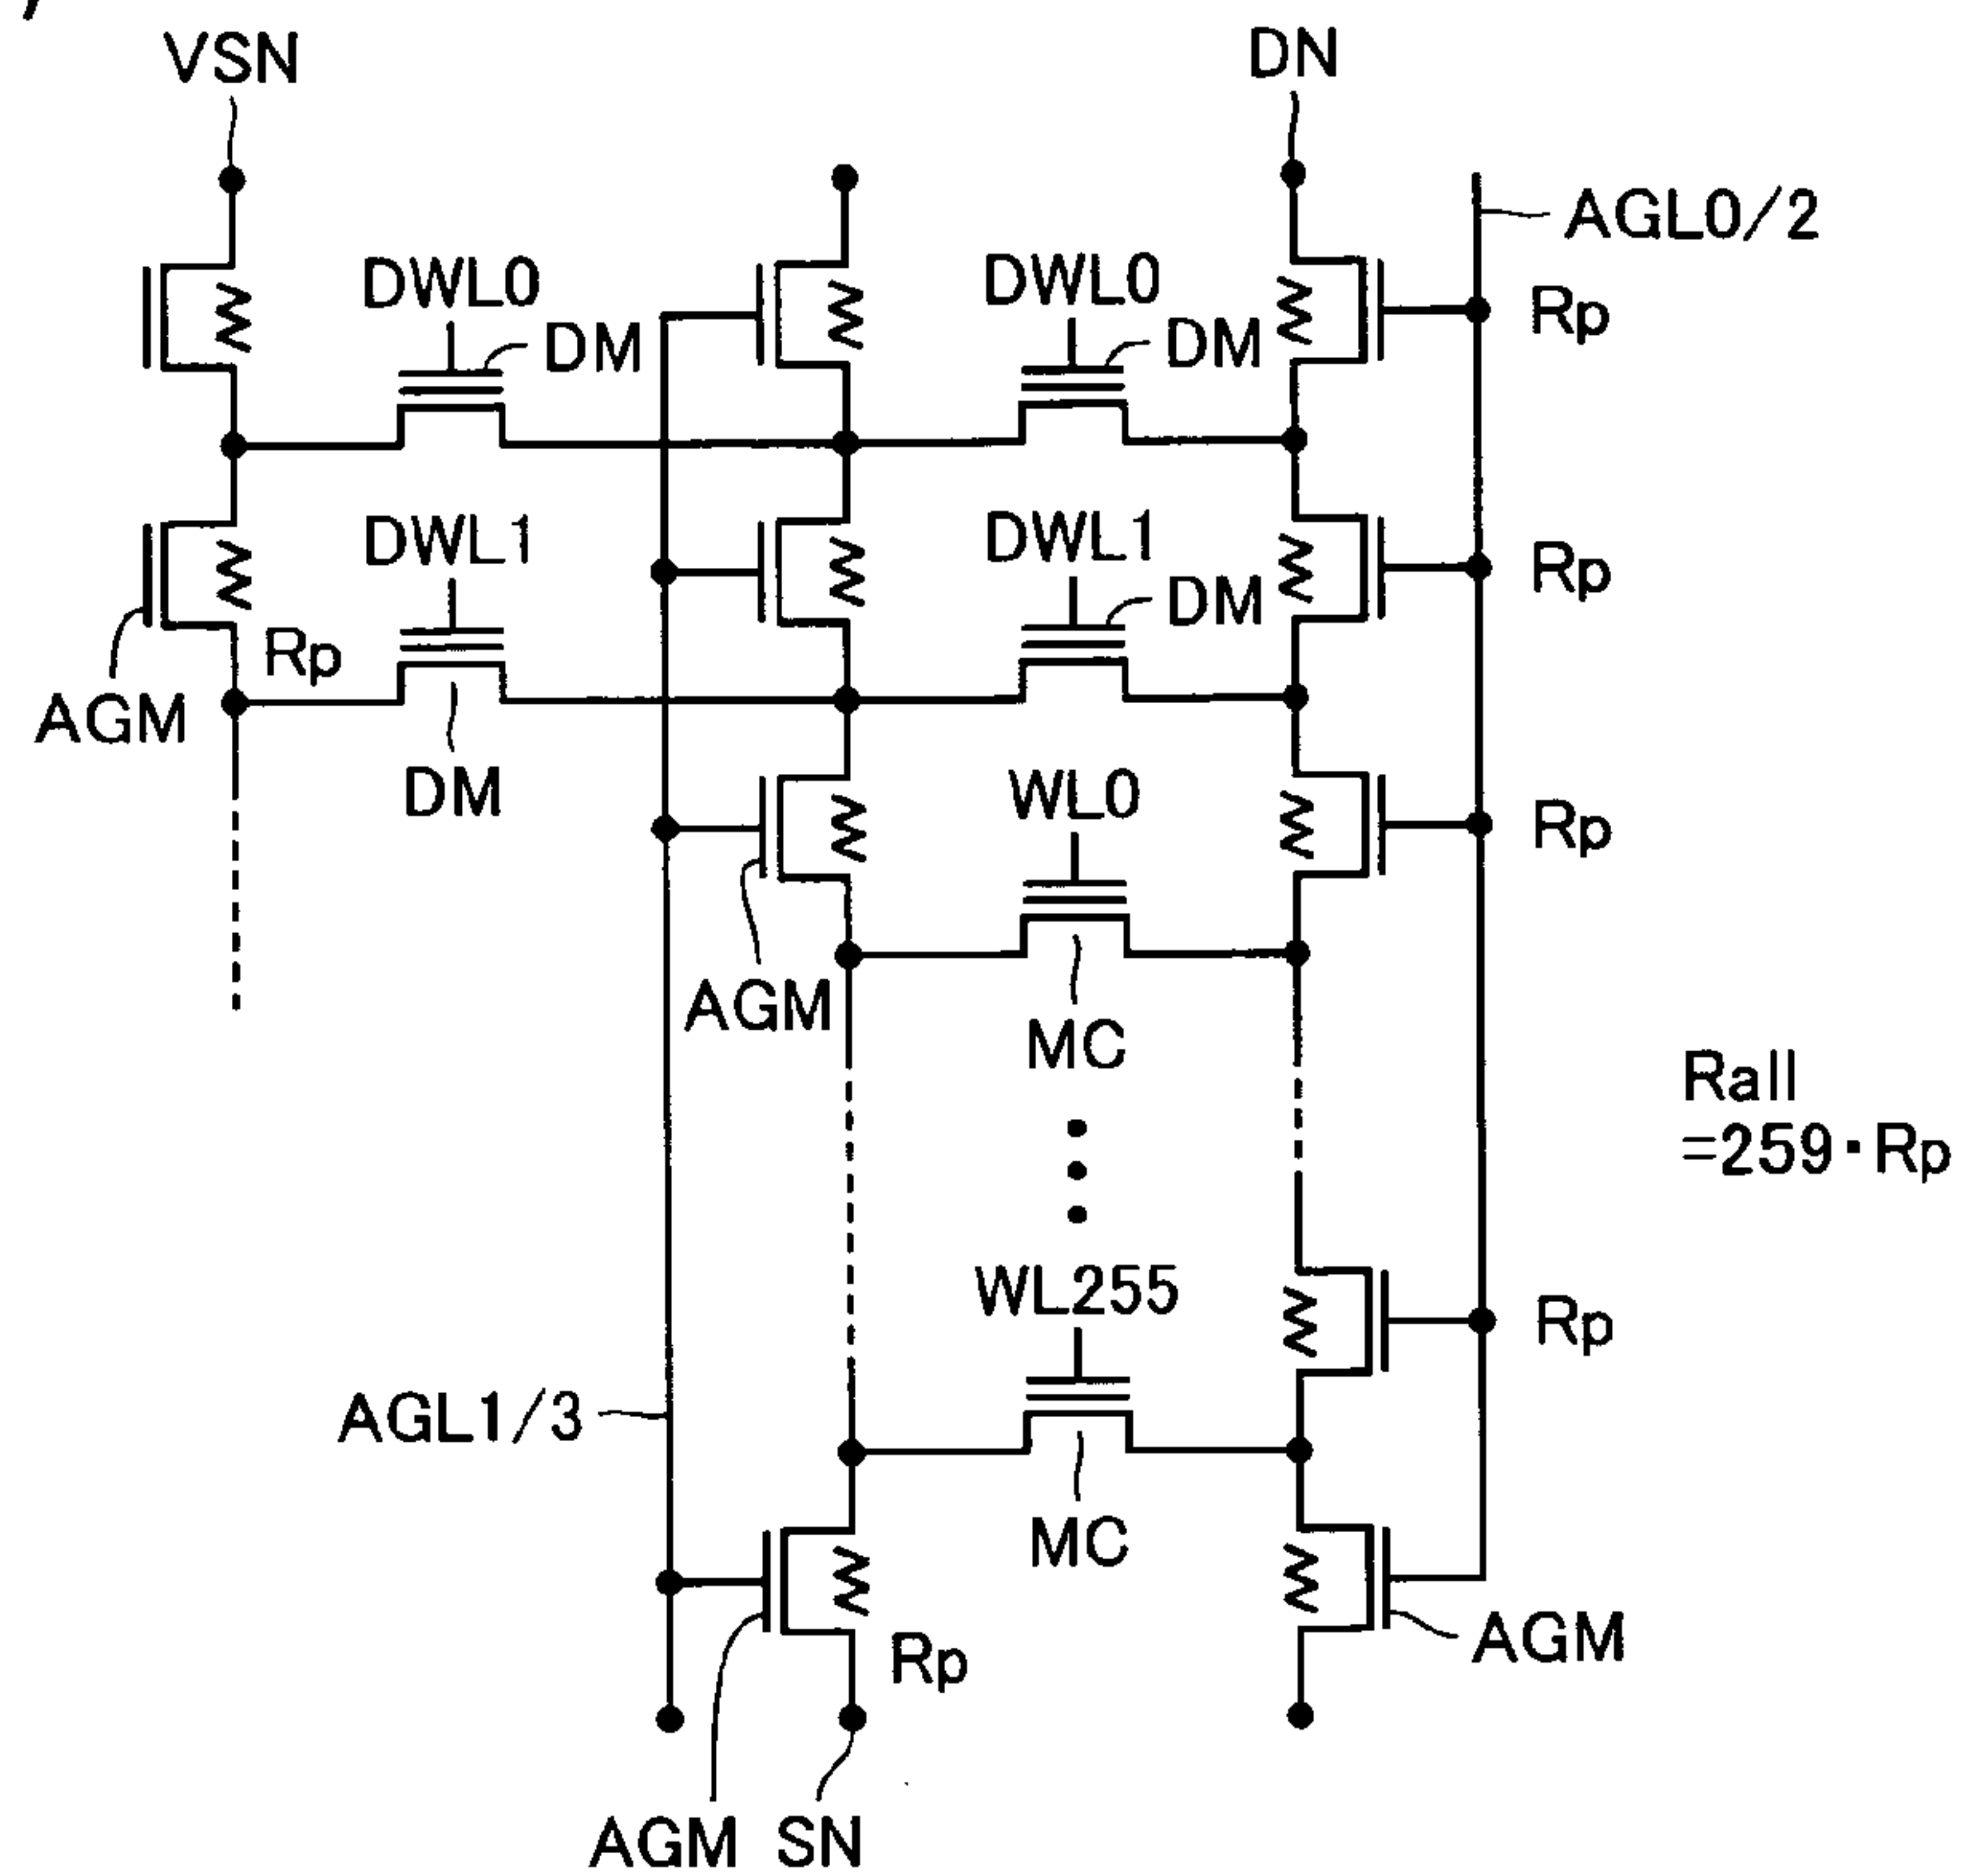 VSN
DN
AGL0/2
DWL0
DM
DWL0
DM
Rp
DWL1
DWL1
DM
Rp
Rp
AGM
DM
WL0
Rp
AGM
MC
Rall
=259·Rp
WL255
Rp
AGL1/3
MC
Rp
AGM
AGM
SN